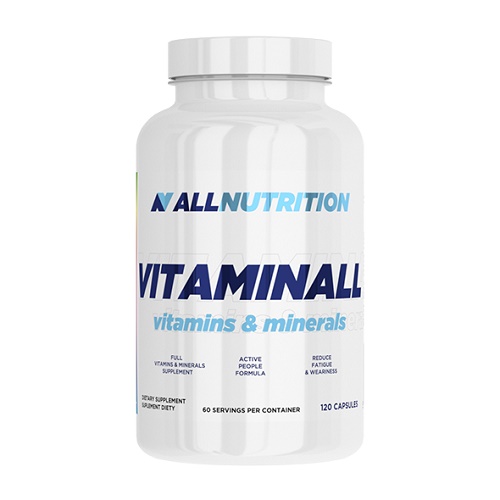 ALLNUTRITION
VITAMINALL
vitamins & minerals
FULL
VITAMINS & MINERALS
SUPPLEMENT
ACTIVE
PEOPLE
FORMULA
REDUCE
FATIGUE
& WEARINESS
DIETARY SUPPLEMENT
SUPLEMENT DIETY
60 SERVINGS PER CONTAINER
120 CAPSULES